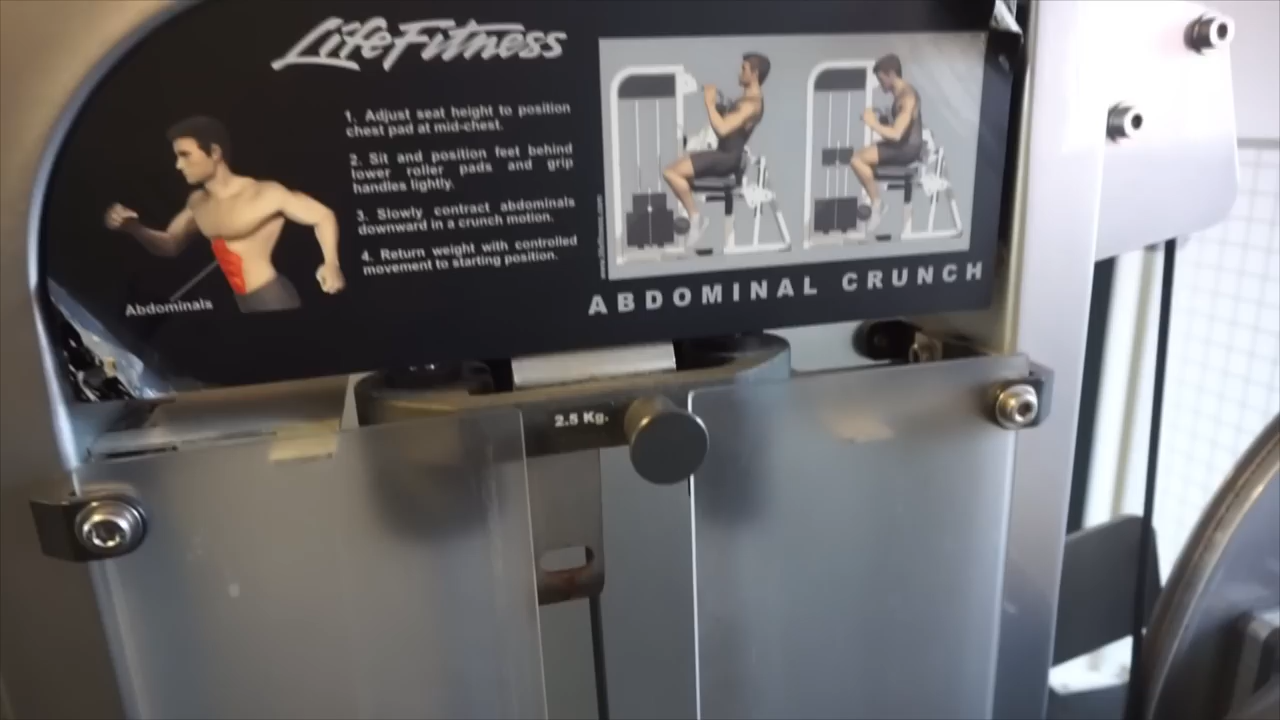 LifeFitness
1. Adjust seat height to position
chest pad at mid-chest.
2. Sit and position feet behind
lower roller pads and grip
handles lightly.
3. Slowly contract abdominals
downward in a crunch motion.
4. Return weight with controlled
movement to starting position.
Abdominals
ABDOMINAL CRUNCH
2.5 Kg.